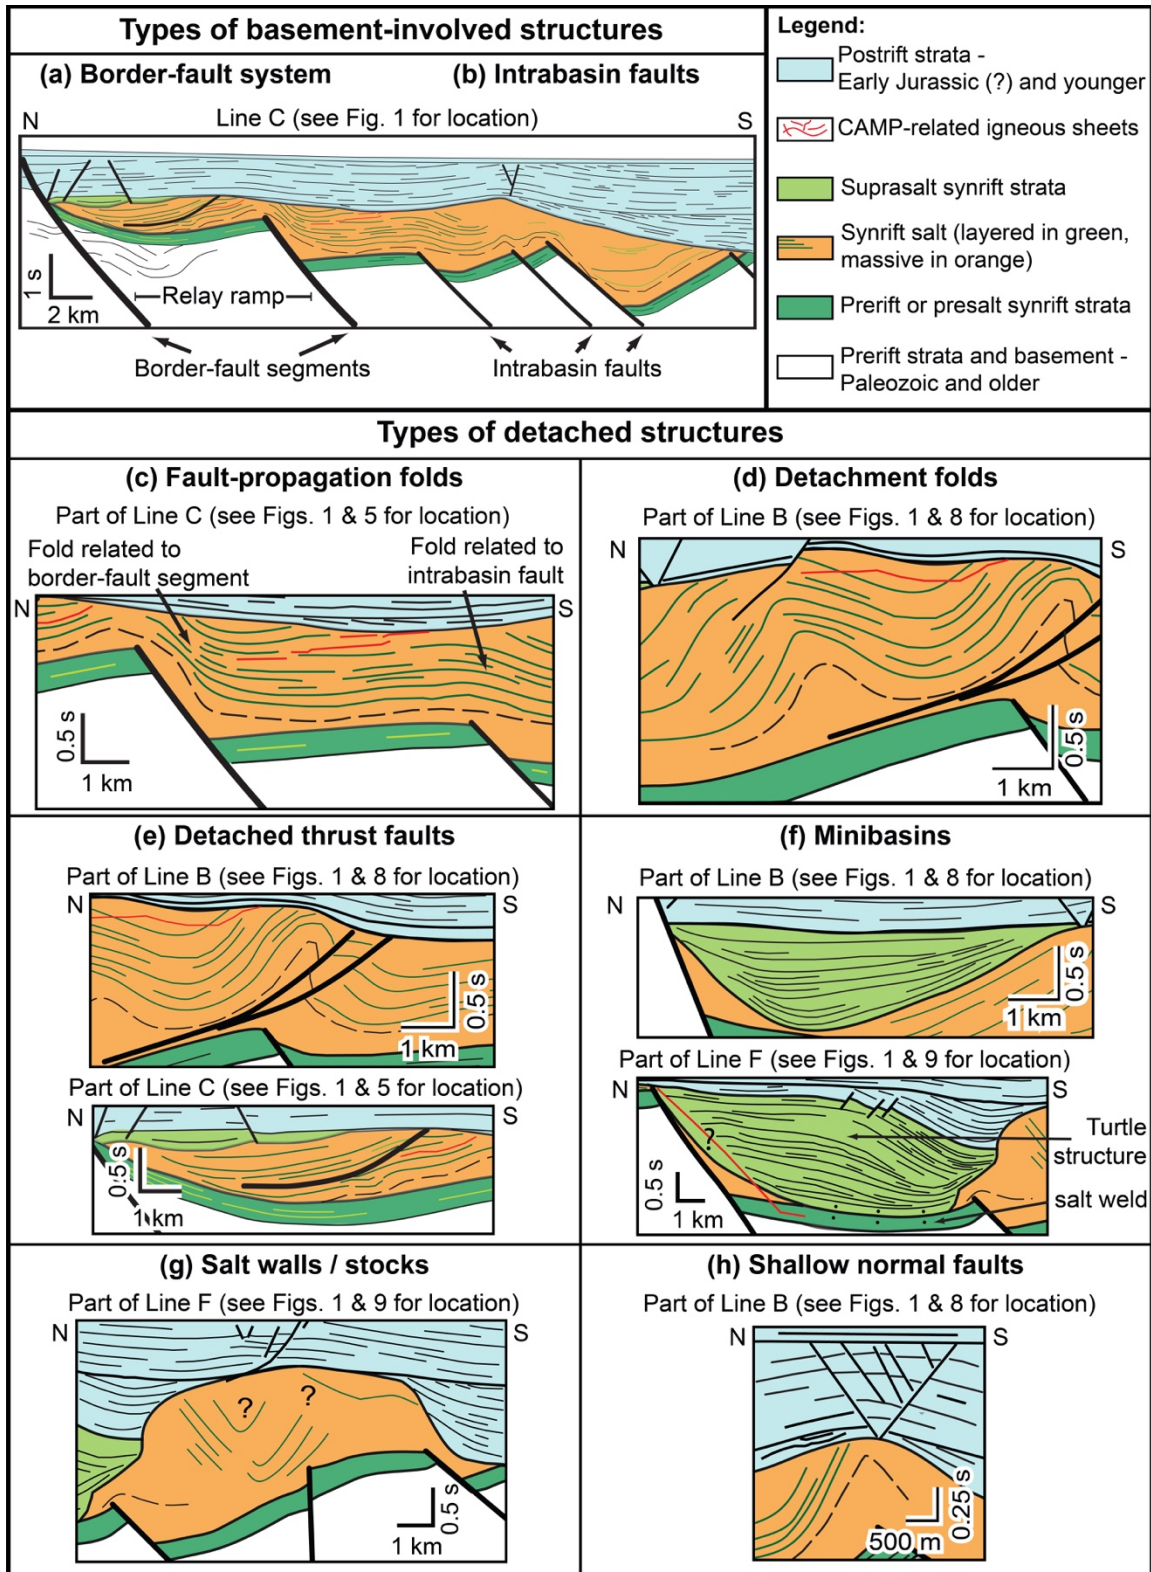 Types of basement-involved structures
(a) Border-fault system
(b) Intrabasin faults
Line C (see Fig. 1 for location)
N
S
1 s
2 km
Relay ramp
Border-fault segments
Intrabasin faults
Legend:
Postrift strata -
Early Jurassic (?) and younger
CAMP-related igneous sheets
Suprasalt synrift strata
Synrift salt (layered in green,
massive in orange)
Prerift or presalt synrift strata
Prerift strata and basement -
Paleozoic and older
Types of detached structures
(c) Fault-propagation folds
Part of Line C (see Figs. 1 & 5 for location)
Fold related to
border-fault segment
Fold related to
intrabasin fault
N
S
0.5 s
1 km
(d) Detachment folds
Part of Line B (see Figs. 1 & 8 for location)
N
S
0.5 s
1 km
(e) Detached thrust faults
Part of Line B (see Figs. 1 & 8 for location)
N
S
0.5 s
1 km
Part of Line C (see Figs. 1 & 5 for location)
N
S
0.5 s
1 km
(f) Minibasins
Part of Line B (see Figs. 1 & 8 for location)
N
S
0.5 s
1 km
Part of Line F (see Figs. 1 & 9 for location)
N
S
?
0.5 s
1 km
Turtle
structure
salt weld
(g) Salt walls / stocks
Part of Line F (see Figs. 1 & 9 for location)
N
S
?
?
0.5 s
1 km
(h) Shallow normal faults
Part of Line B (see Figs. 1 & 8 for location)
N
S
0.25 s
500 m